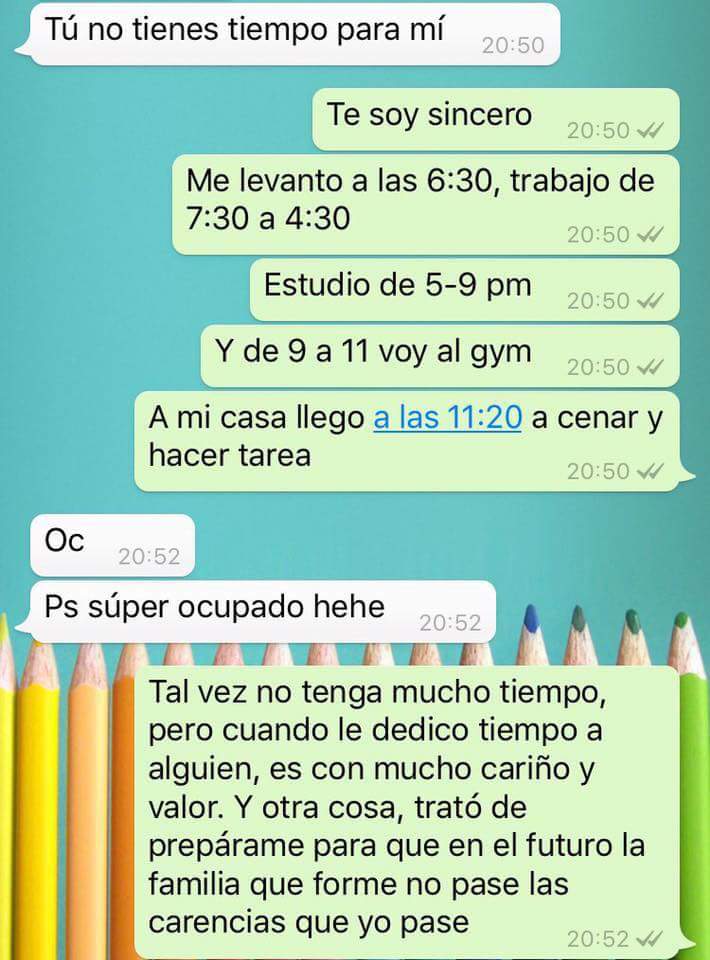 Tú no tienes tiempo para mí
20:50
Te soy sincero
20:50
Me levanto a las 6:30, trabajo de
7:30 a 4:30
20:50
Estudio de 5-9 pm
20:50
Y de 9 a 11 voy al gym
20:50
A mi casa llego a las 11:20 a cenar y
hacer tarea
20:50
Oc
20:52
Ps súper ocupado hehe
20:52
Tal vez no tenga mucho tiempo,
pero cuando le dedico tiempo a
alguien, es con mucho cariño y
valor. Y otra cosa, trató de
prepárame para que en el futuro la
familia que forme no pase las
carencias que yo pase
20:52